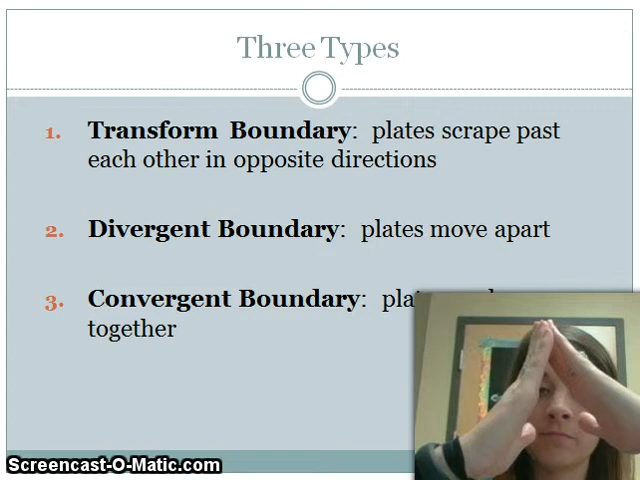 Three Types
1. Transform Boundary: plates scrape past
each other in opposite directions
2. Divergent Boundary: plates move apart
3. Convergent Boundary:
together
Screencast-O-Matic.com